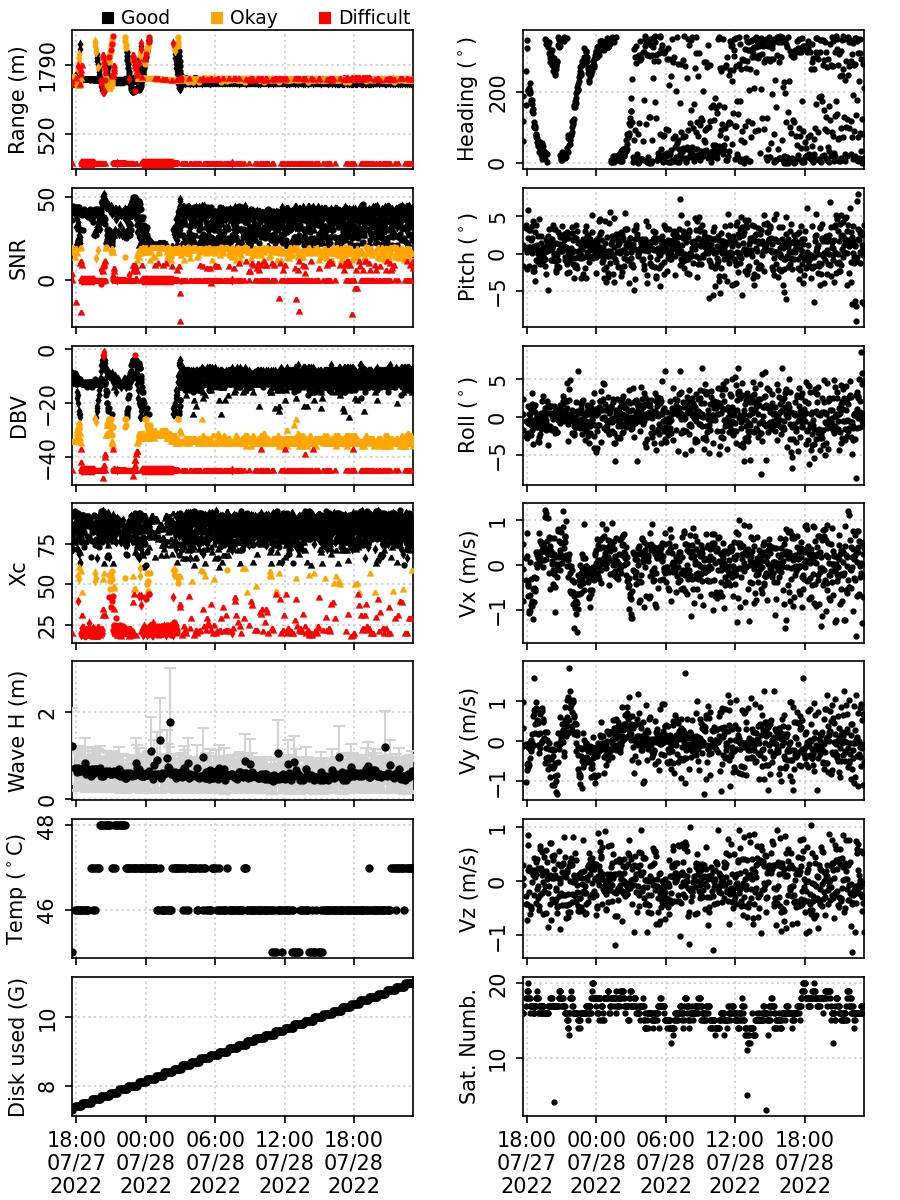 Good Okay Difficult
Range (m)
1790
520
Heading (°)
200
0
SNR
50
0
Pitch (°)
5
0
−5
DBV
0
−20
−40
Roll (°)
5
0
−5
Xc
75
50
25
Vx (m/s)
1
0
1
Wave H (m)
2
0
Vy (m/s)
1
0
−1
Temp (°C)
48
46
Vz (m/s)
1
0
−1
Disk used (G)
10
8
Sat. Numb.
20
10
18:00 00:00 06:00 12:00 18:00
07/27 07/28 07/28 07/28 07/28
2022 2022 2022 2022 2022
18:00 00:00 06:00 12:00 18:00
07/27 07/28 07/28 07/28 07/28
2022 2022 2022 2022 2022